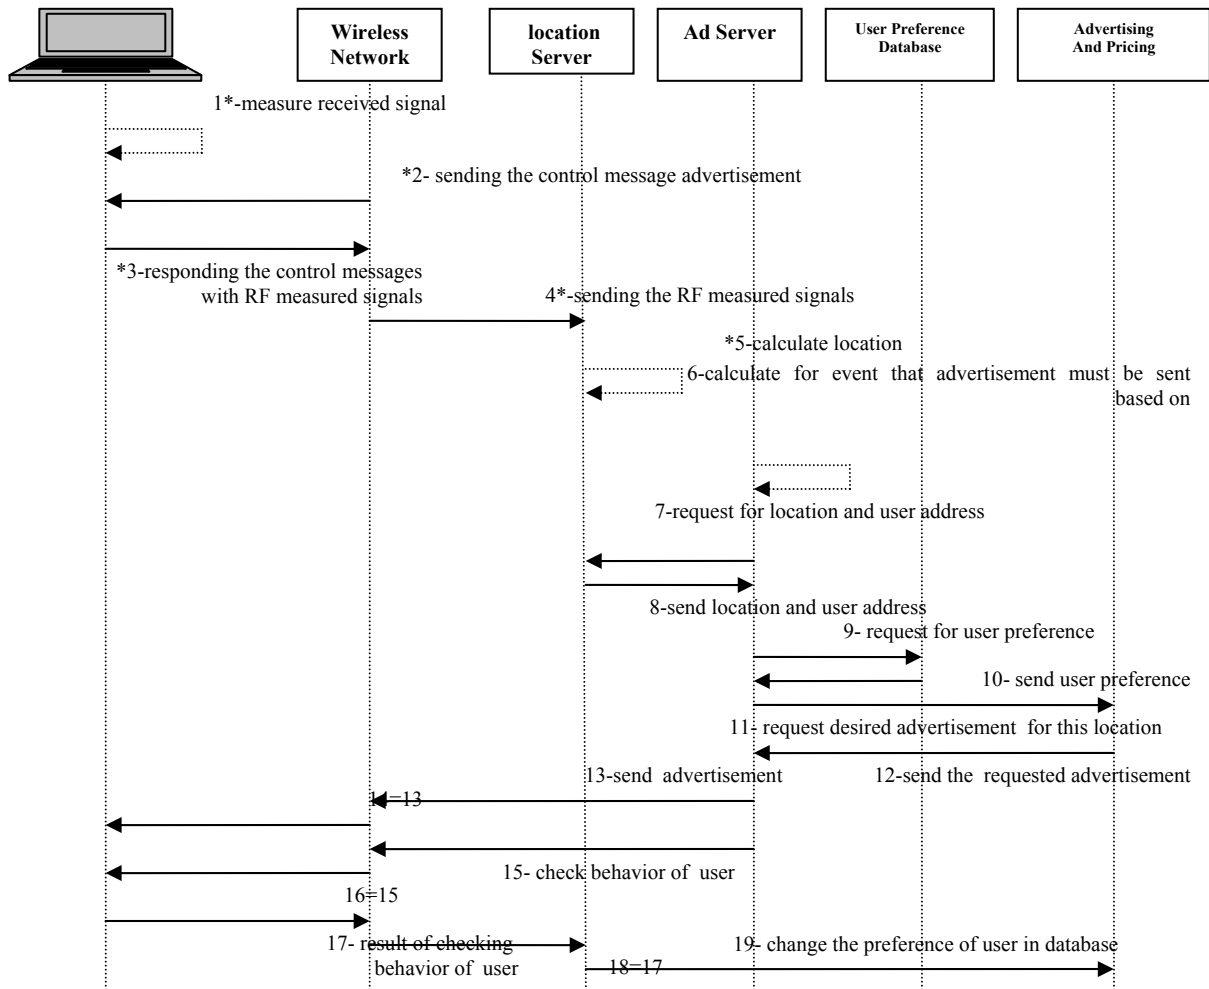 Wireless
Network
location
Server
Ad Server
User Preference
Database
Advertising
And Pricing
1*-measure received signal
*2- sending the control message advertisement
*3-responding the control messages
with RF measured signals
4*-sending the RF measured signals
*5-calculate location
6-calculate for event that advertisement must be sent
based on
7-request for location and user address
8-send location and user address
9- request for user preference
10- send user preference
11- request desired advertisement for this location
12-send the requested advertisement
13-send advertisement
14=13
15- check behavior of user
16=15
17- result of checking
behavior of user
18=17
19- change the preference of user in database